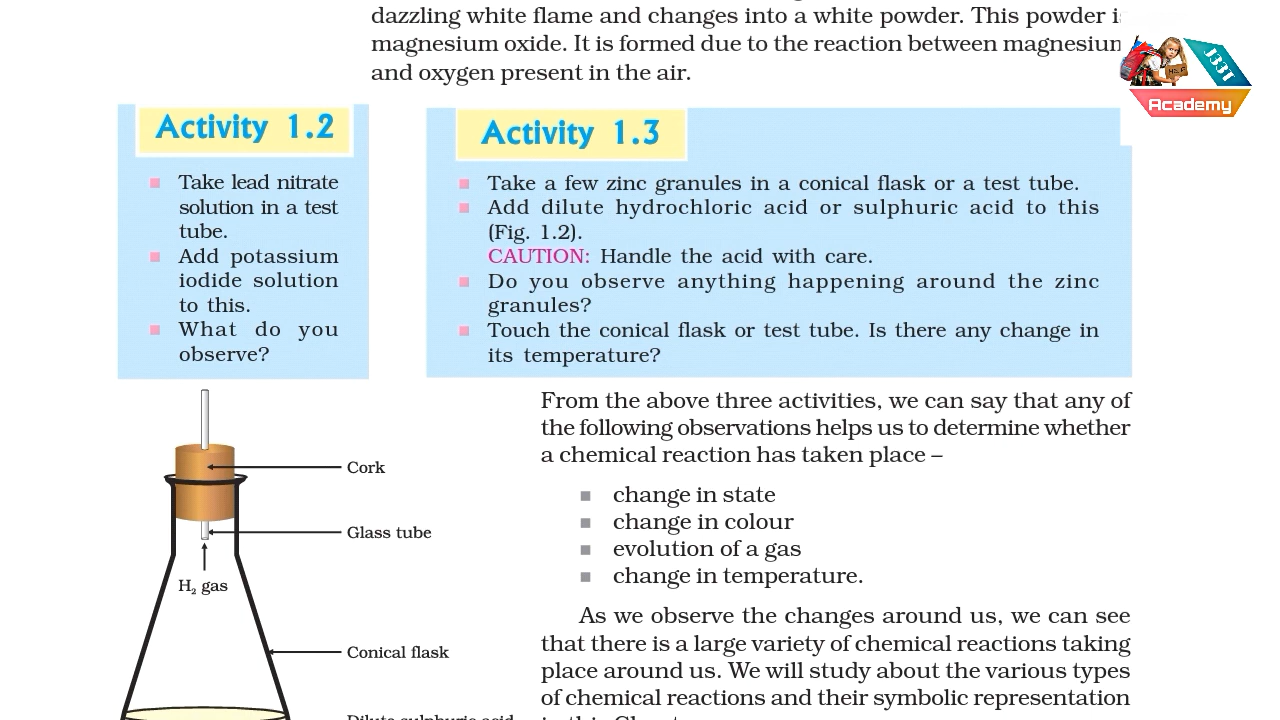 dazzling white flame and changes into a white powder. This powder
magnesium oxide. It is formed due to the reaction between
and oxygen present in the air.
1331
Academy
Activity 1.2
Take lead nitrate
solution in a test
tube.
Add potassium
iodide solution
to this.
What do you
observe?
Activity 1.3
Take a few zinc granules in a conical flask or a test tube.
Add dilute hydrochloric acid or sulphuric acid to this
(Fig. 1.2).
CAUTION: Handle the acid with care.
Do you observe anything happening around the zinc
granules?
Touch the conical flask or test tube. Is there any change in
its temperature?
Cork
Glass tube
H₂ gas
Conical flask
From the above three activities, we can say that any of
the following observations helps us to determine whether
a chemical reaction has taken place –
change in state
change in colour
evolution of a gas
change in temperature.
As we observe the changes around us, we can see
that there is a large variety of chemical reactions taking
place around us. We will study about the various types
of chemical reactions and their symbolic representation